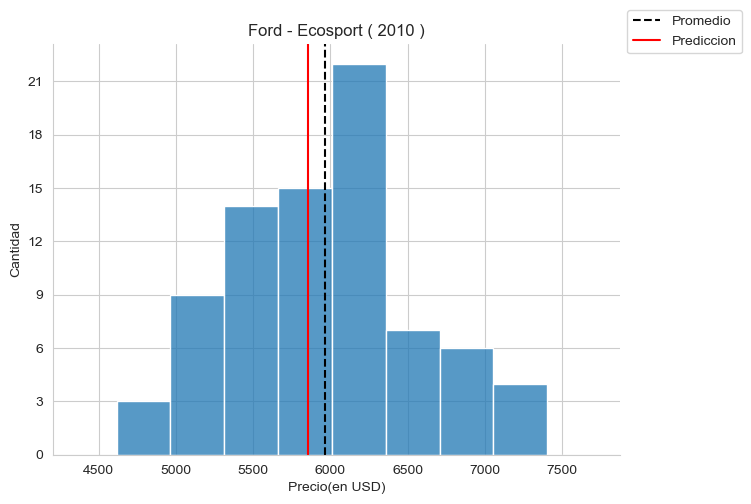 Ford - Ecosport ( 2010 )
Promedio
Prediccion
Cantidad
21
18
15
12
9
6
3
0
4500 5000 5500 6000 6500 7000 7500
Precio(en USD)